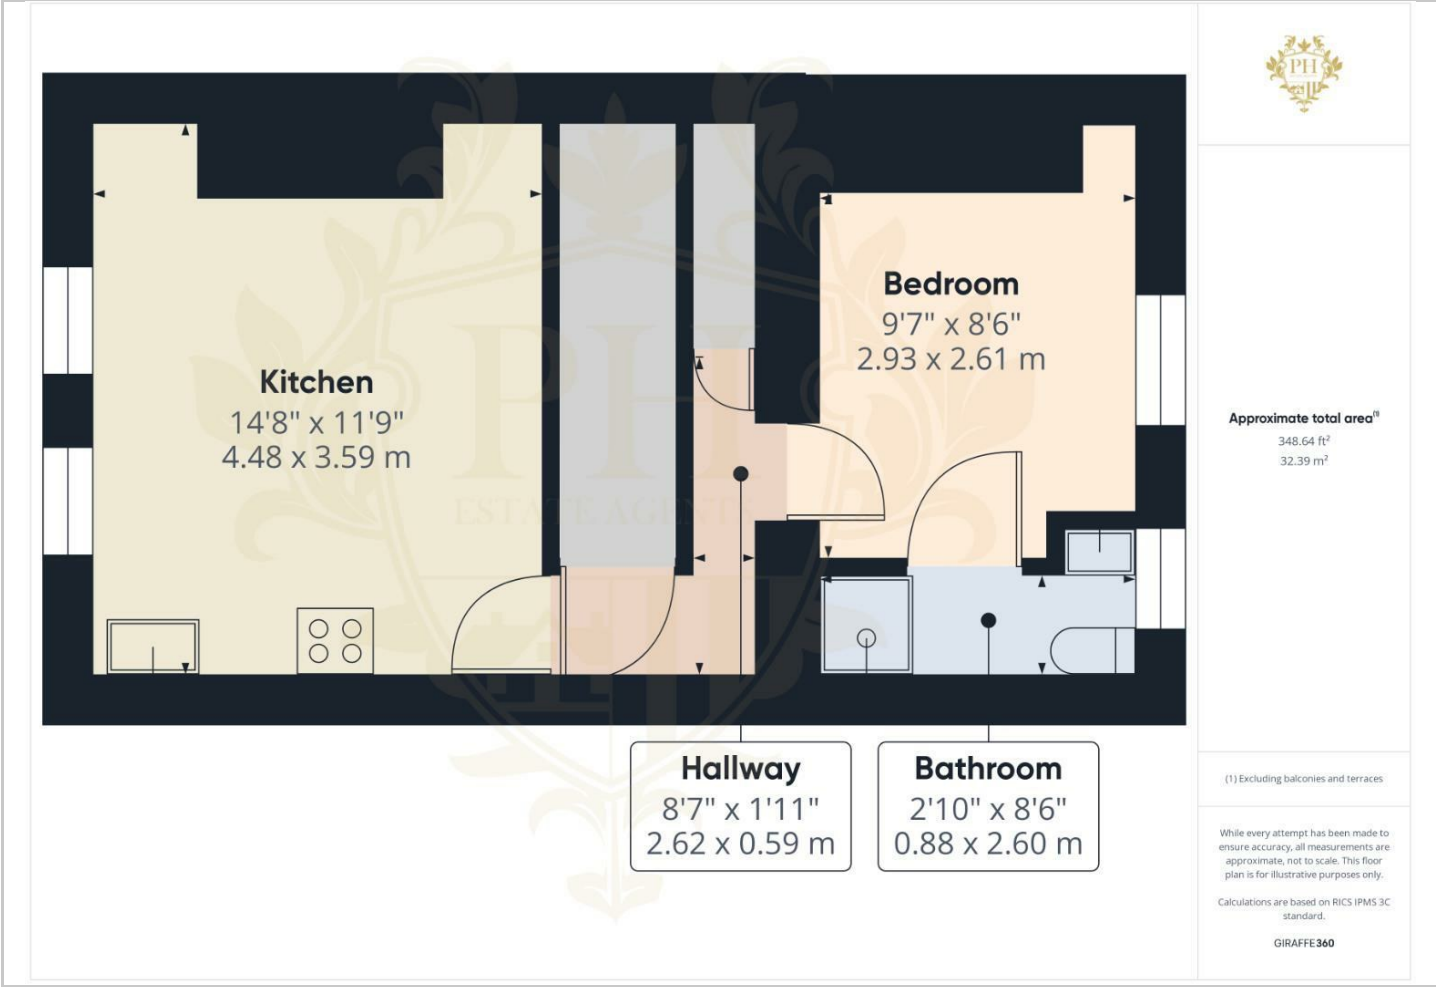 PH
Kitchen
14'8" x 11'9"
4.48 x 3.59 m
Bedroom
9'7" x 8'6"
2.93 x 2.61 m
PH
ESTATE AGENTS
Hallway
8'7" x 1'11"
2.62 x 0.59 m
Bathroom
2'10" x 8'6"
0.88 x 2.60 m
Approximate total area(1)
348.64 ft²
32.39 m²
(1) Excluding balconies and terraces
While every attempt has been made to
ensure accuracy, all measurements are
approximate, not to scale. This floor
plan is for illustrative purposes only.
Calculations are based on RICS IPMS 3C
standard.
GIRAFFE360